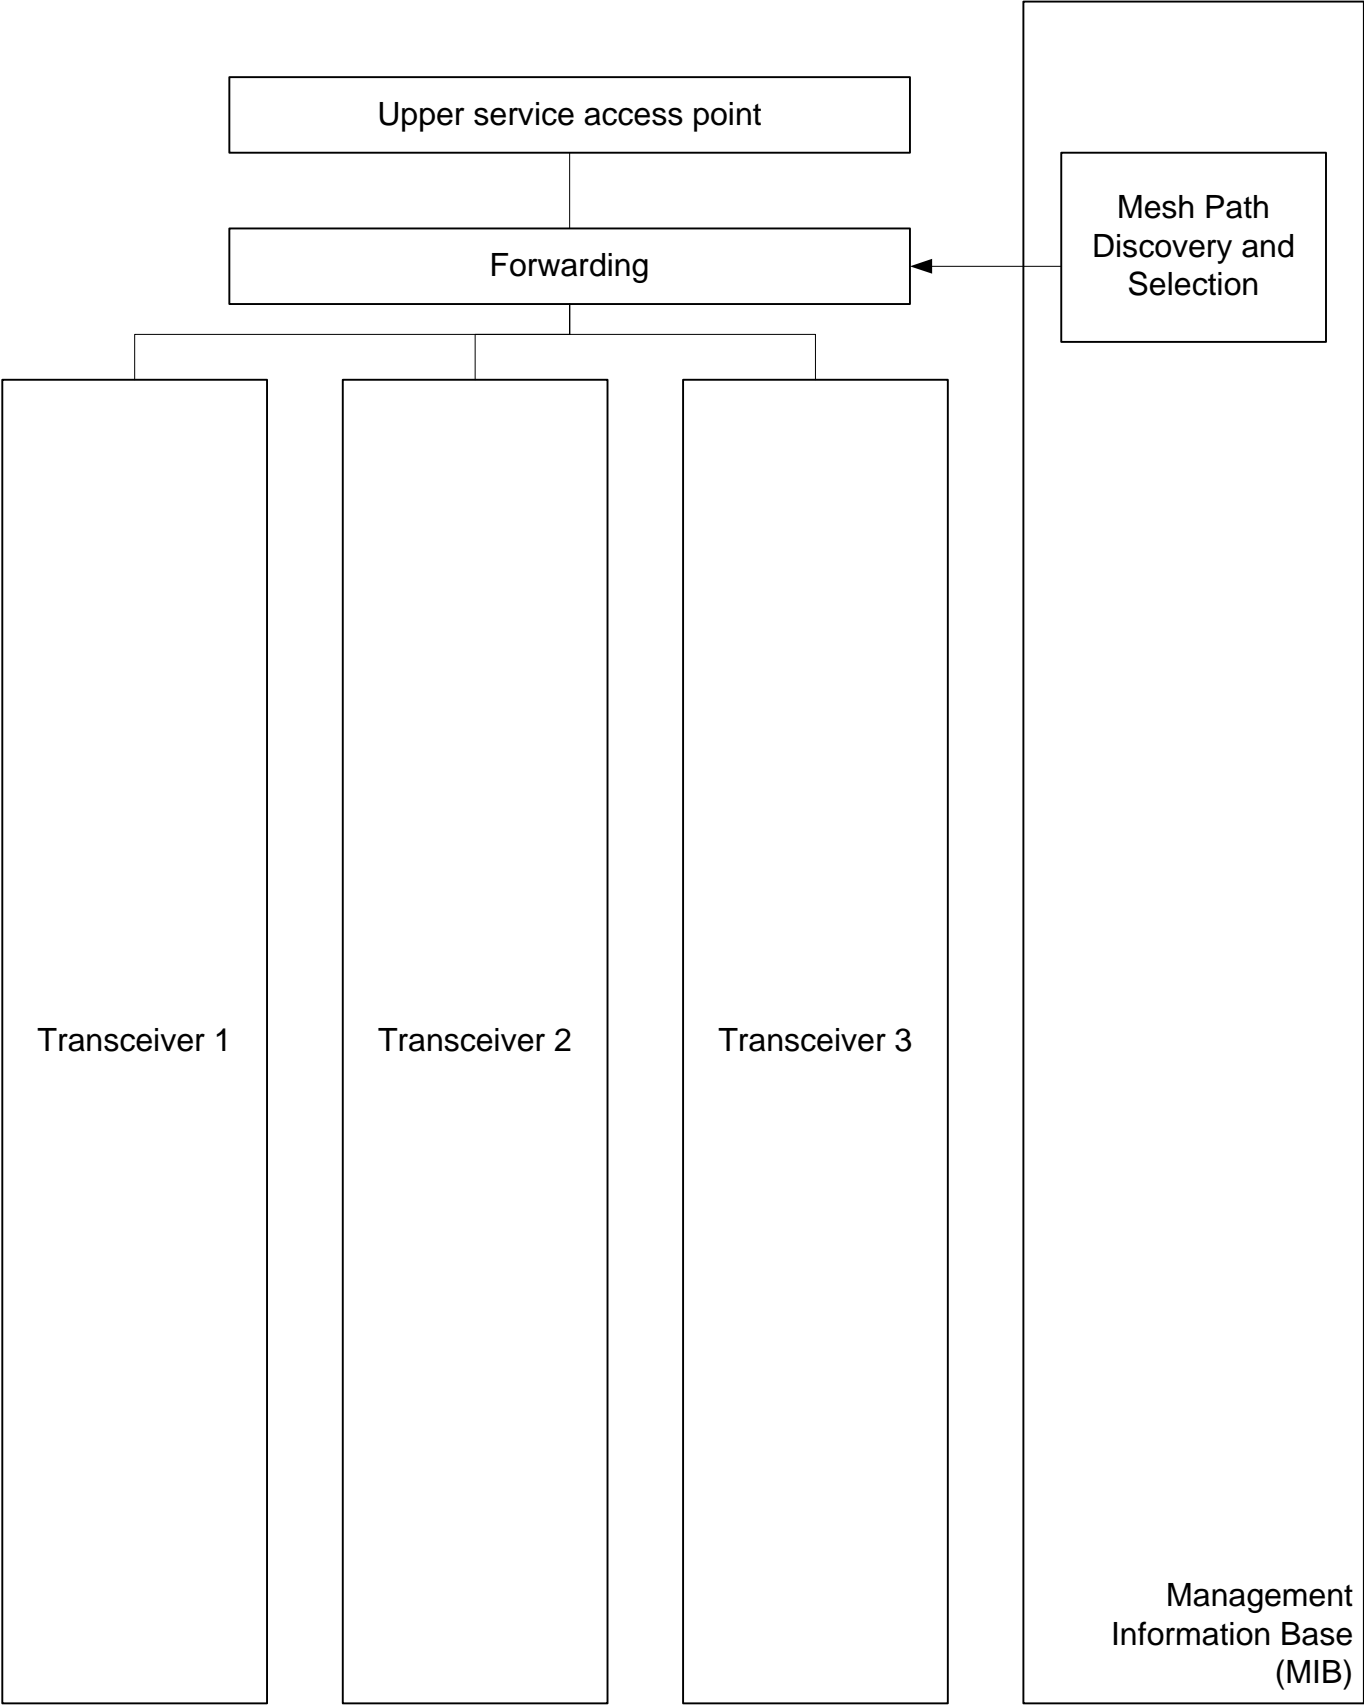 Upper service access point
Mesh Path
Discovery and
Selection
Forwarding
Transceiver 1
Transceiver 2
Transceiver 3
Management
Information Base
(MIB)